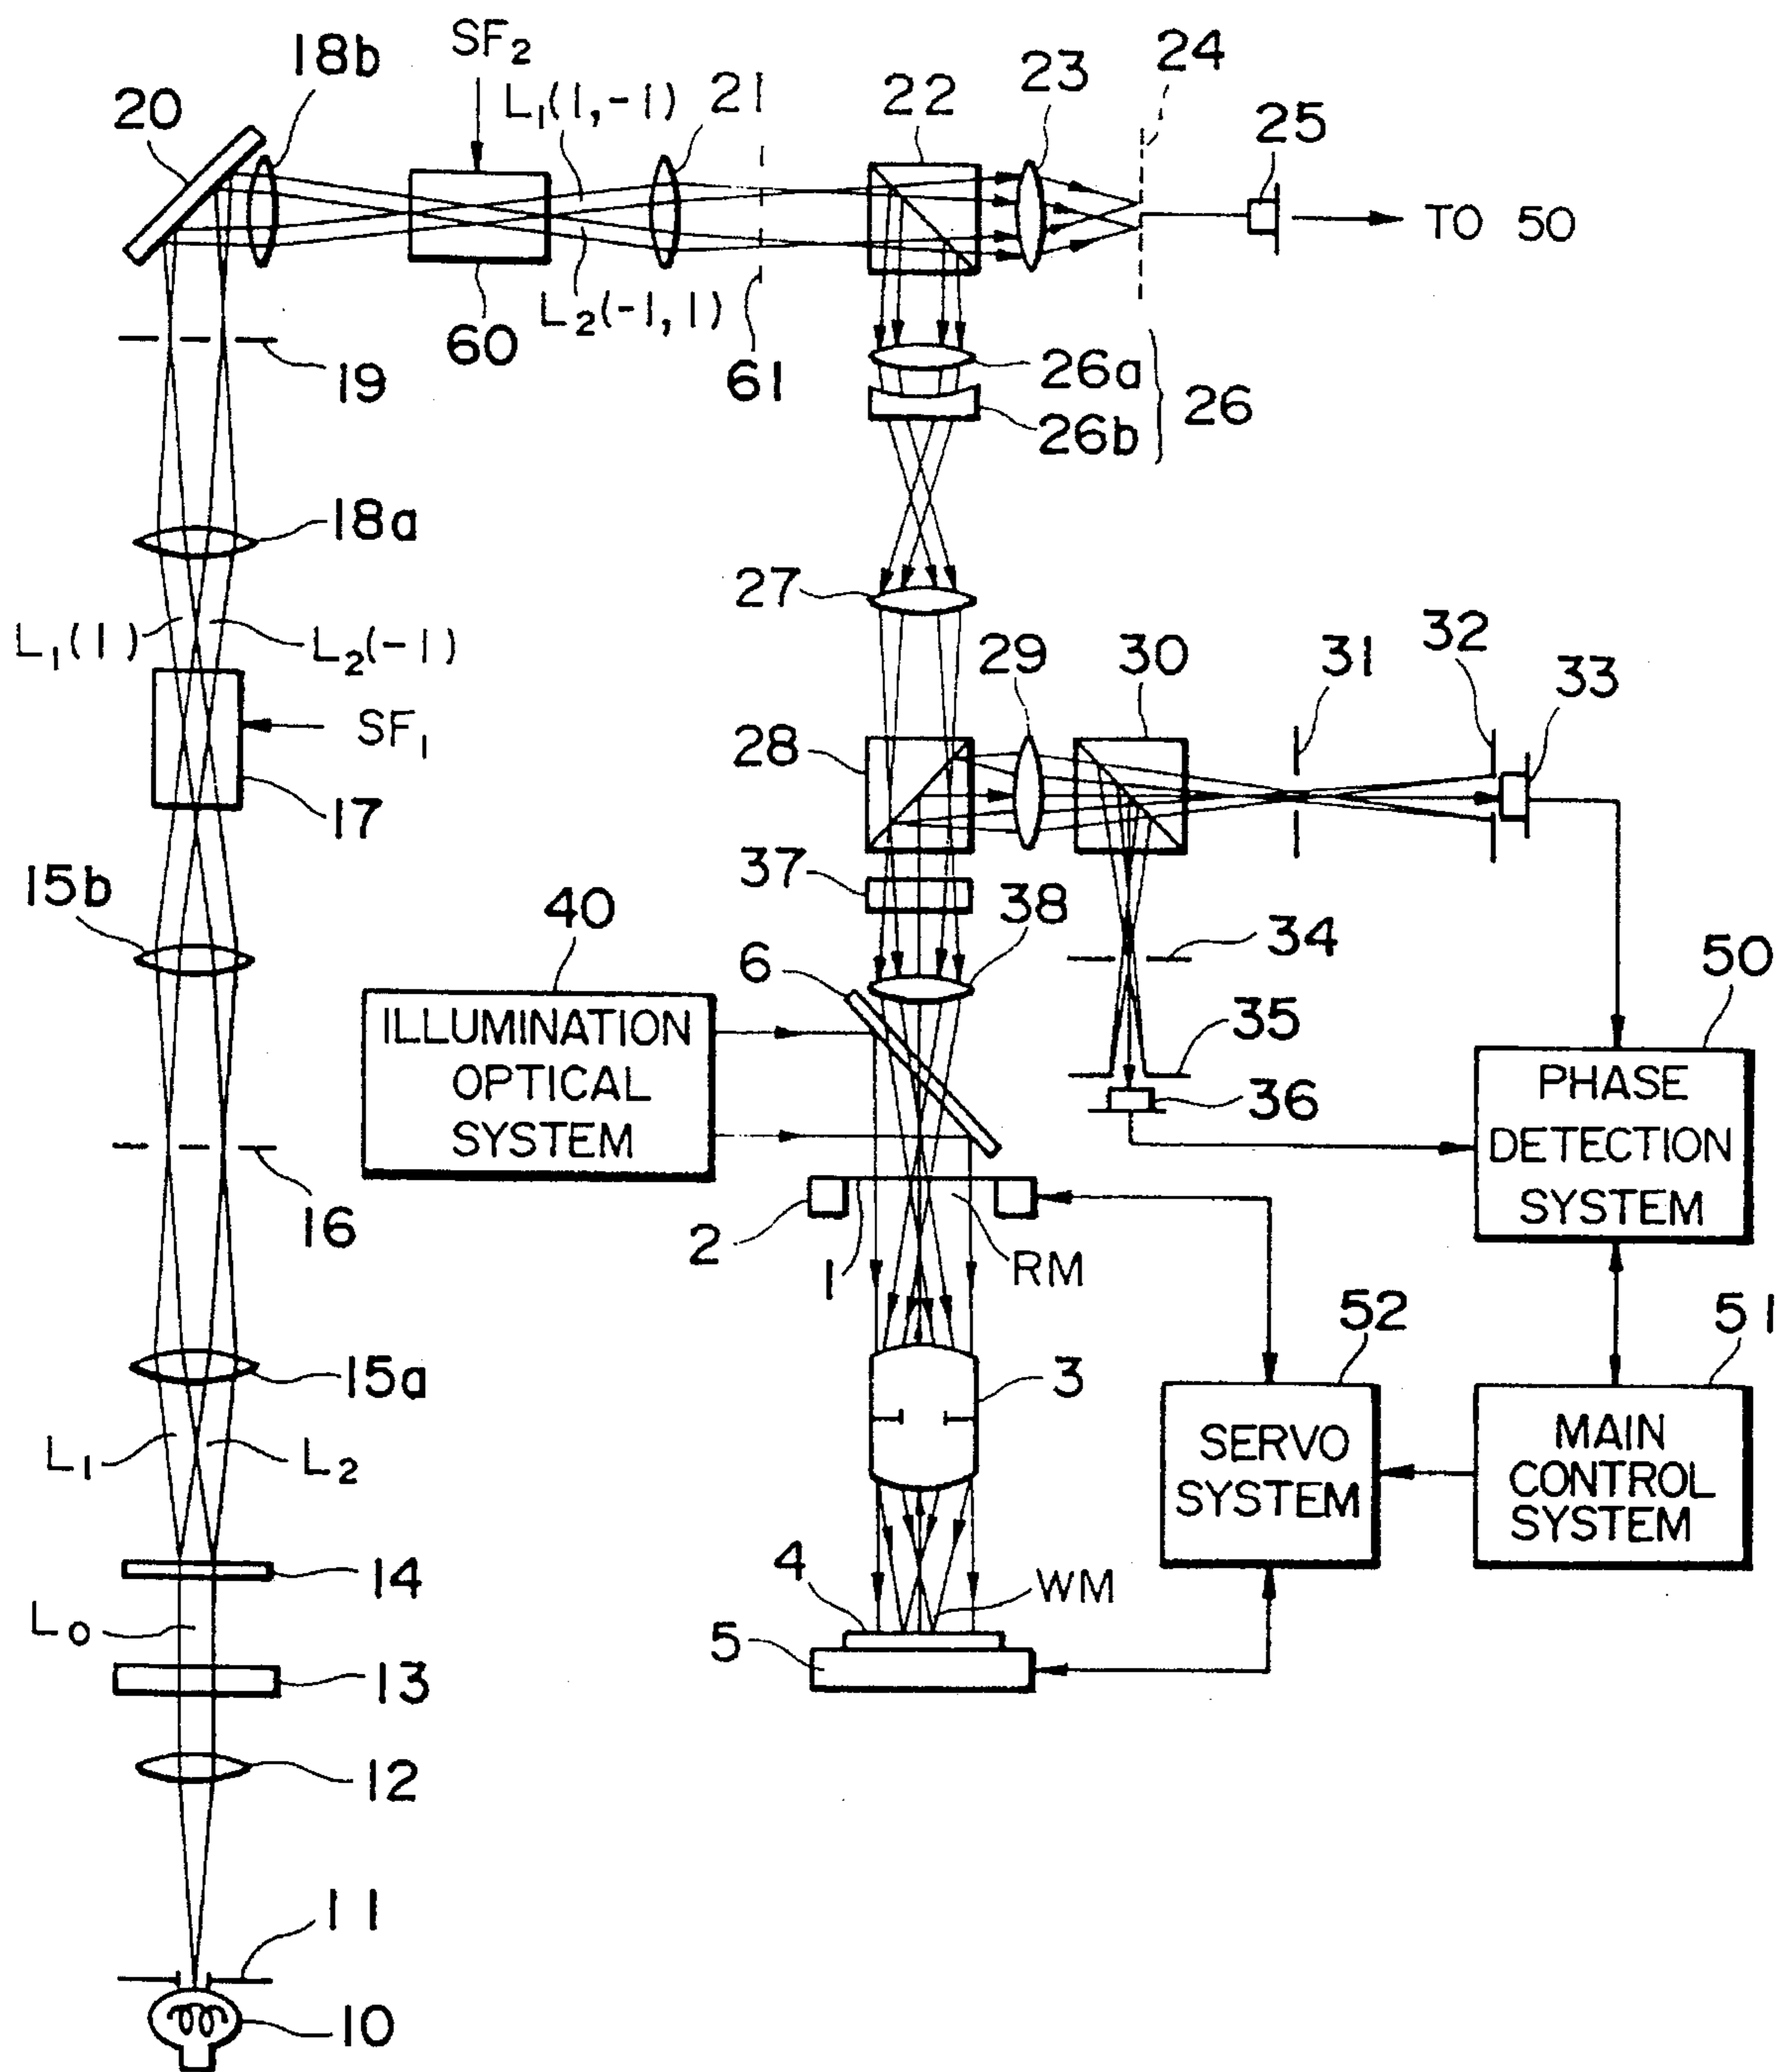 SF₂
18b
20
L₁(1,-1)
21
22
23
24
25
TO 50
L₂(-1,1)
60
61
19
26a
26
26b
18a
27
L₁(1)
L₂(-1)
29
30
31
32
33
SF₁
28
17
15b
37
38
34
40
6
50
ILLUMINATION
OPTICAL
SYSTEM
35
36
PHASE
DETECTION
SYSTEM
16
2
1
RM
52
51
15a
3
L₁
L₂
SERVO
SYSTEM
MAIN
CONTROL
SYSTEM
4
WM
14
L₀
5
13
12
11
10